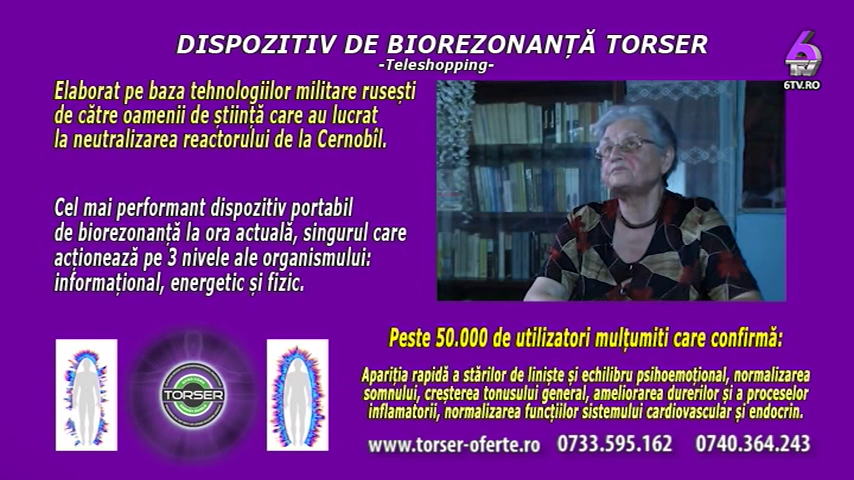 DISPOZITIV DE BIOREZONANȚĂ TORSER
-Teleshopping-
6TV.RO
Elaborat pe baza tehnologiilor militare rusești
de către oamenii de știință care au lucrat
la neutralizarea reactorului de la Cernobîl.
Cel mai performant dispozitiv portabil
de biorezonanță la ora actuală, singurul care
acționează pe 3 nivele ale organismului:
informațional, energetic și fizic.
Peste 50.000 de utilizatori mulțumiti care confirmă:
Apariția rapidă a stărilor de liniște și echilibru psihoemoțional, normalizarea
somnului, creșterea tonusului general, ameliorarea durerilor și a proceselor
inflamatorii, normalizarea funcțiilor sistemului cardiovascular și endocrin.
TORSER
www.torser-oferte.ro 0733.595.162 0740.364.243